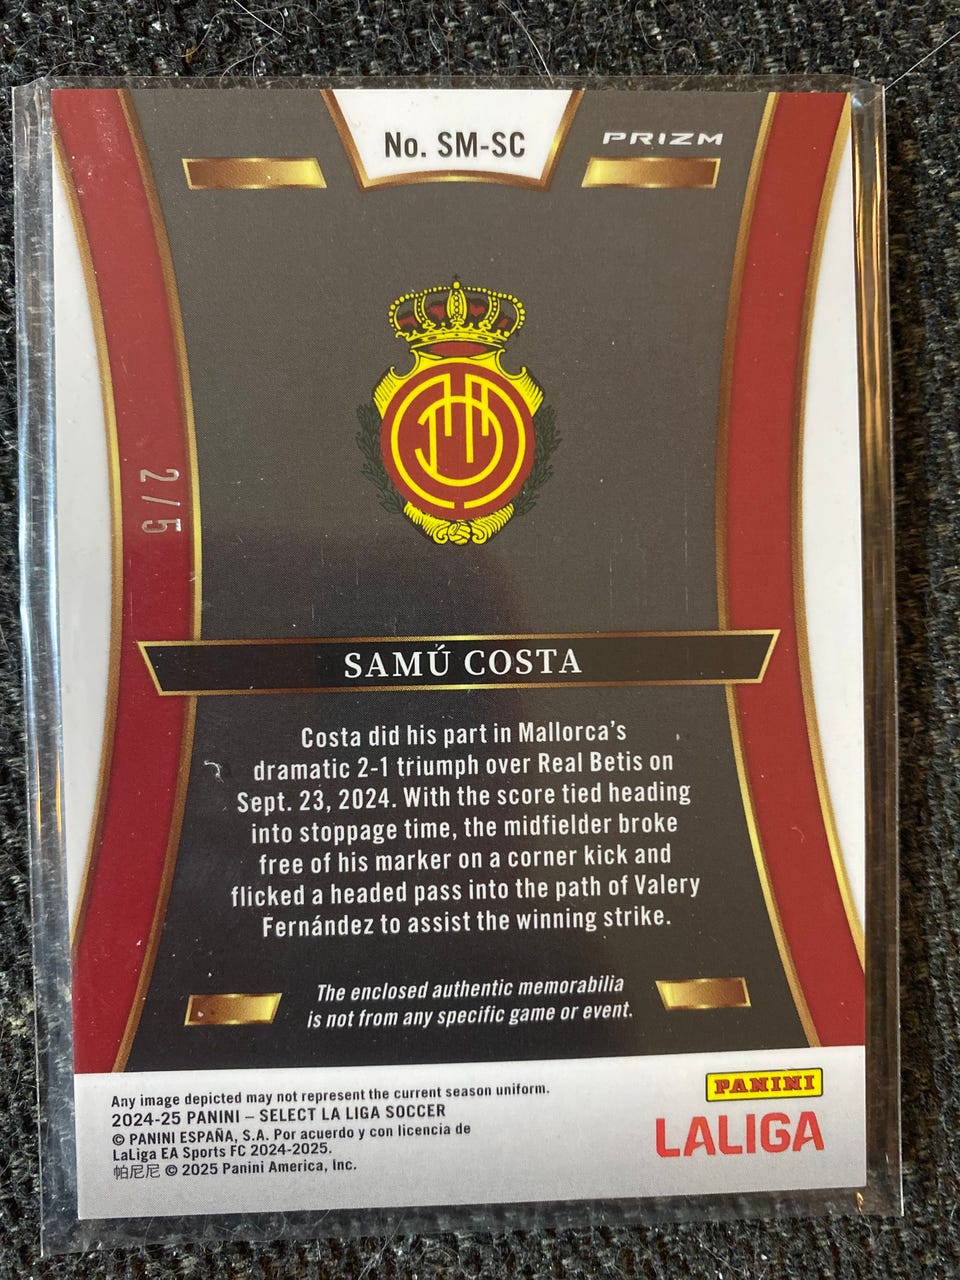 No. SM-SC
PRIZM
2/5
SAMÚ COSTA
Costa did his part in Mallorca's
dramatic 2-1 triumph over Real Betis on
Sept. 23, 2024. With the score tied heading
into stoppage time, the midfielder broke
free of his marker on a corner kick and
flicked a headed pass into the path of Valery
Fernández to assist the winning strike.
The enclosed authentic memorabilia
is not from any specific game or event.
Any image depicted may not represent the current season uniform.
2024-25 PANINI – SELECT LA LIGA SOCCER
© PANINI ESPAÑA, S.A. Por acuerdo y con licencia de
LaLiga EA Sports FC 2024-2025.
帕尼尼 © 2025 Panini America, Inc.
PANINI
LALIGA